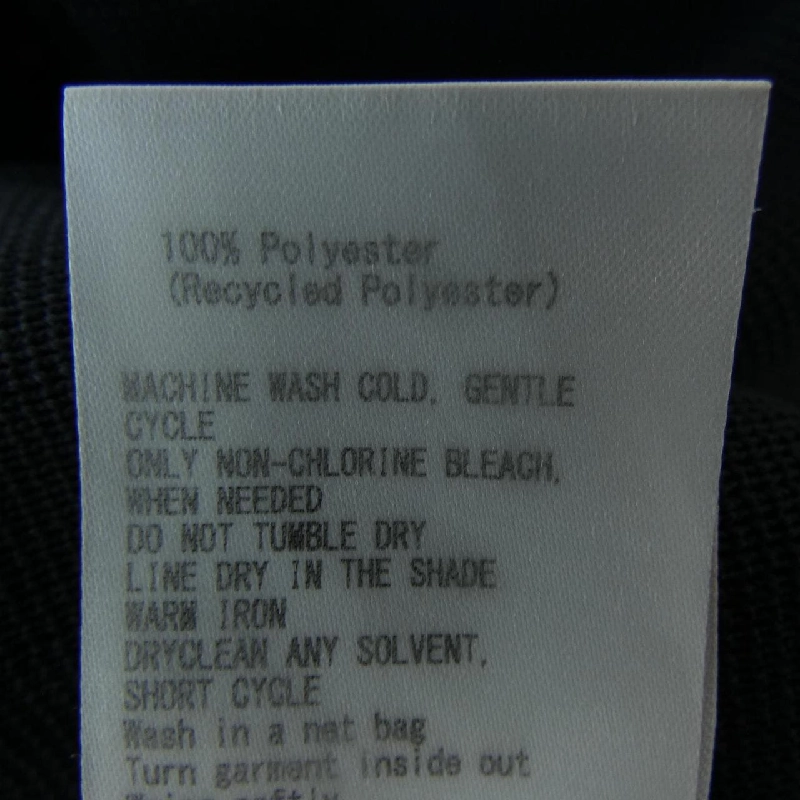 100% Polyester
(Recycled Polyester)
MACHINE WASH COLD, GENTLE
CYCLE
ONLY NON-CHLORINE BLEACH,
WHEN NEEDED
DO NOT TUMBLE DRY
LINE DRY IN THE SHADE
WARM IRON
DRYCLEAN ANY SOLVENT,
SHORT CYCLE
Wash in a net bag
Turn garment inside out